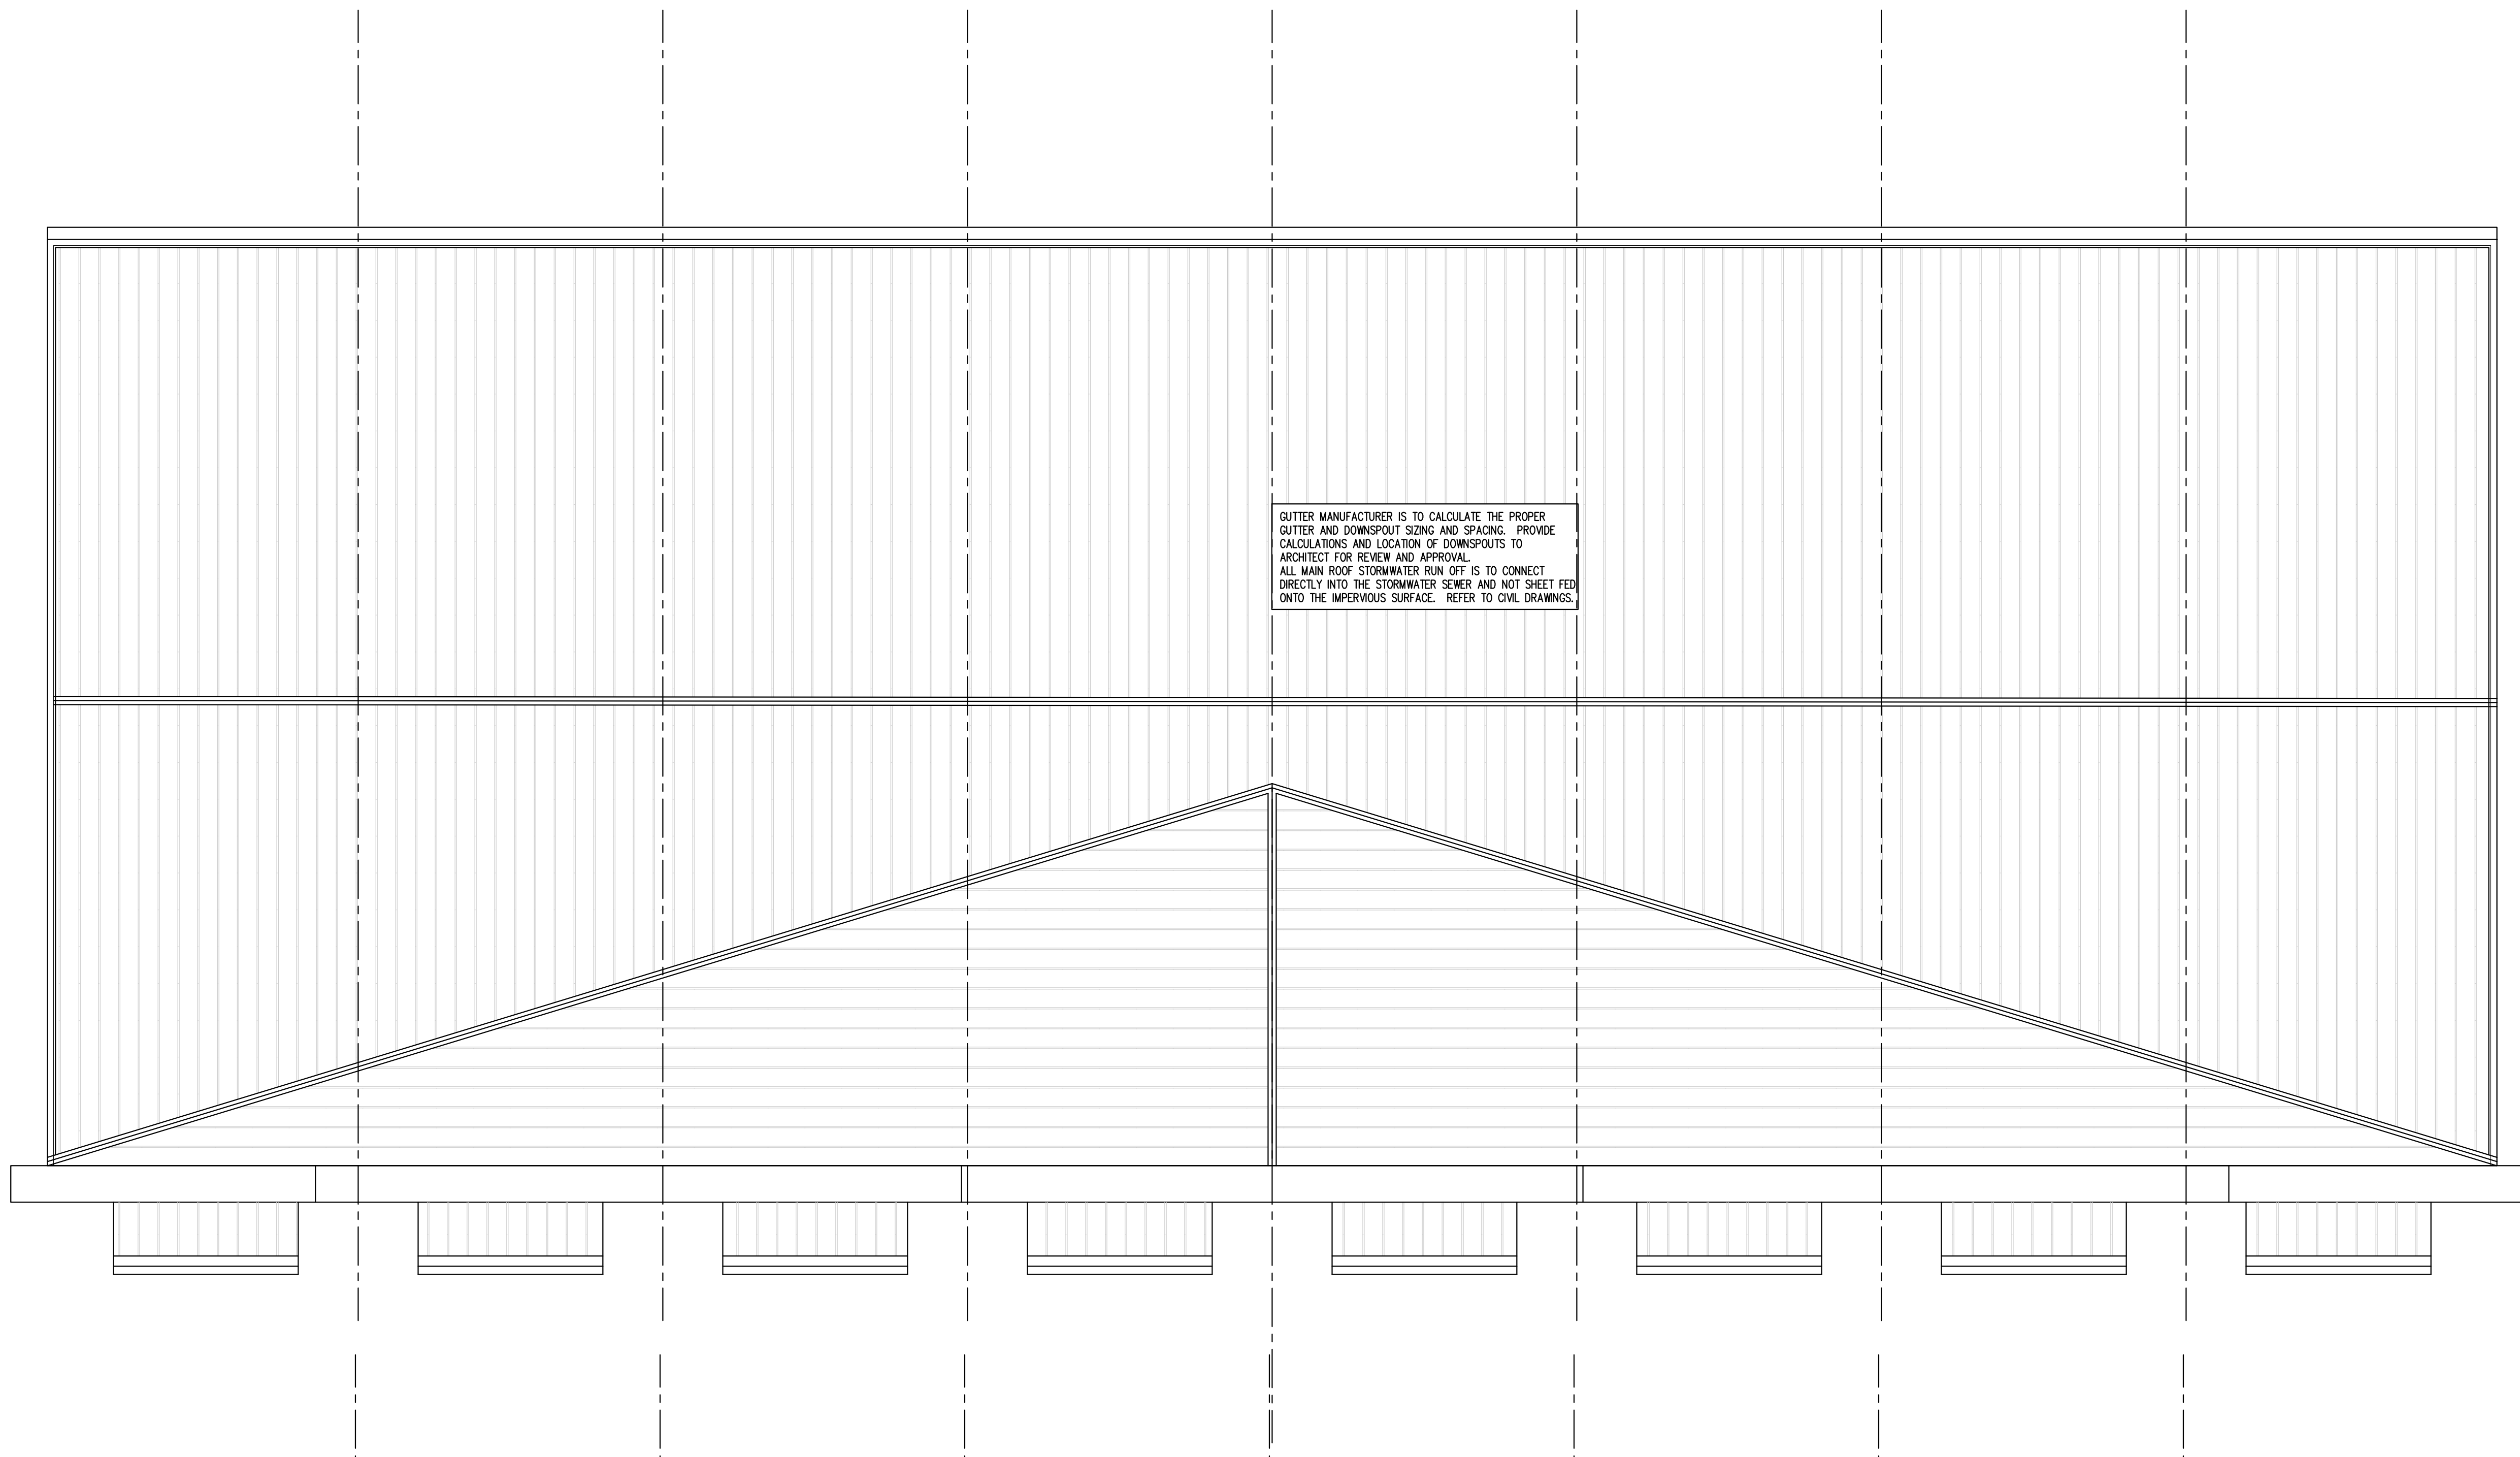 GUTTER MANUFACTURER IS TO CALCULATE THE PROPER
GUTTER AND DOWNSPOUT SIZING AND SPACING.  PROVIDE
CALCULATIONS AND LOCATION OF DOWNSPOUTS TO
ARCHITECT FOR REVIEW AND APPROVAL.
ALL MAIN ROOF STORMWATER RUN OFF IS TO CONNECT
DIRECTLY INTO THE STORMWATER SEWER AND NOT SHEET FED
ONTO THE IMPERVIOUS SURFACE.  REFER TO CIVIL DRAWINGS.